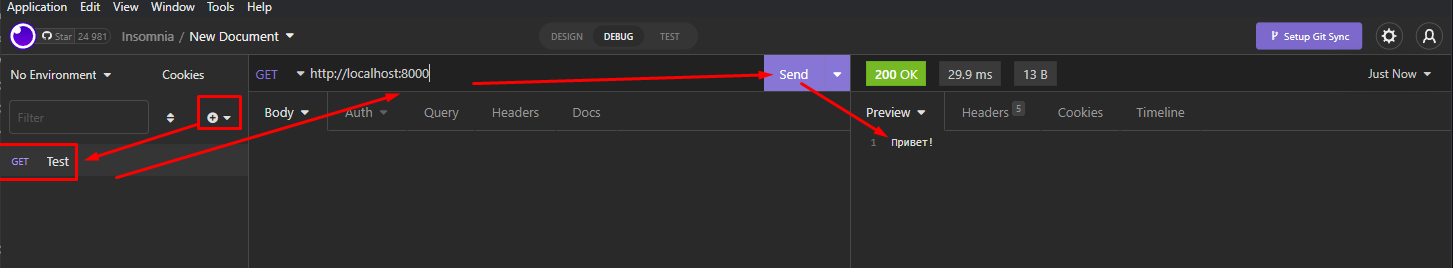 Application Edit View Window Tools Help
Star 24 981 Insomnia / New Document DESIGN DEBUG TEST Setup Git Sync
No Environment Cookies GET http://localhost:8000 Send 200 OK 29.9 ms 13 B Just Now
Filter Body Auth Query Headers Docs Preview Headers 5 Cookies Timeline
1 Привет!
GET Test